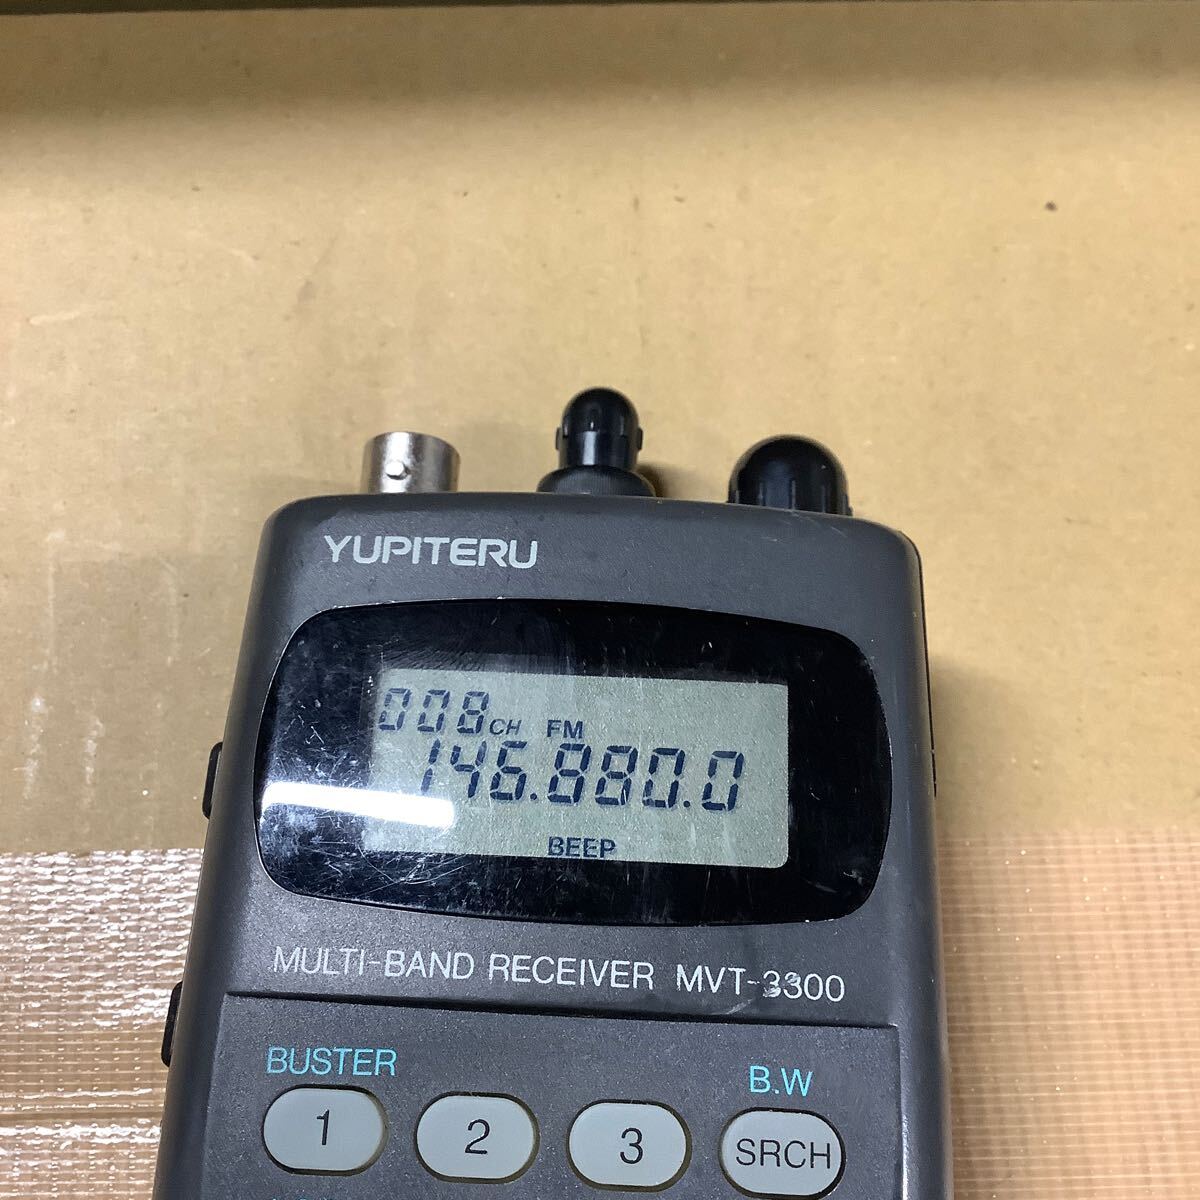 YUPITERU
008CH FM
146.880.0
BEEP
MULTI-BAND RECEIVER MVT-3300
BUSTER
B.W
1 2 3 SRCH